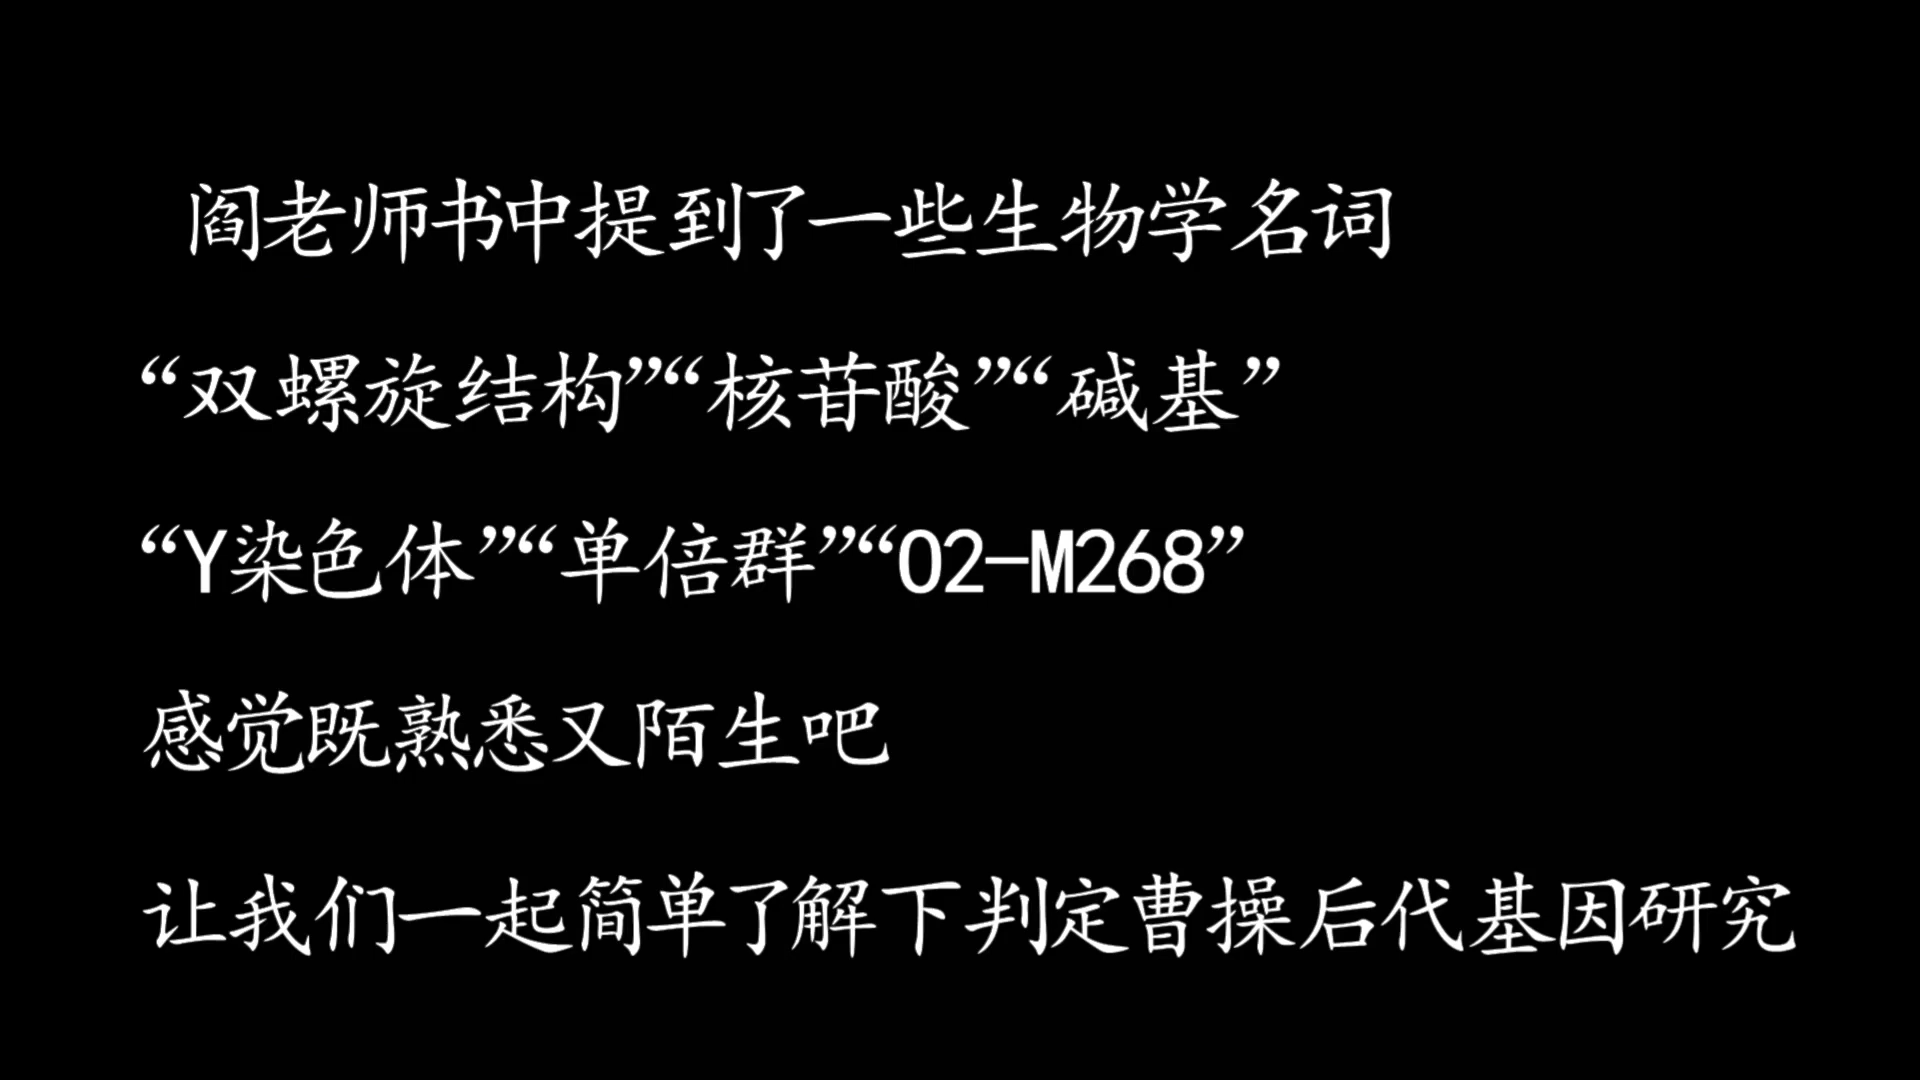 阎老师书中提到了一些生物学名词
“双螺旋结构”“核苷酸”“碱基”
“Y染色体”“单倍群”“O2-M268”
感觉既熟悉又陌生吧
让我们一起简单了解下判定曹操后代基因研究